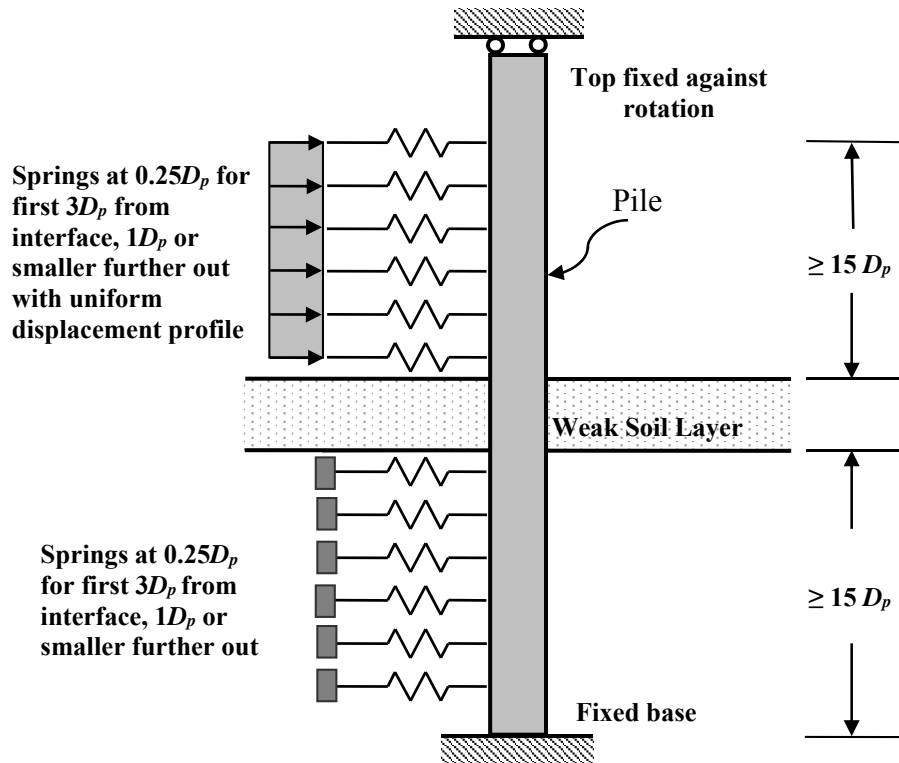 Top fixed against
rotation
Springs at 0.25Dₚ for
first 3Dₚ from
interface, 1Dₚ or
smaller further out
with uniform
displacement profile
Pile
≥ 15 Dₚ
Weak Soil Layer
Springs at 0.25Dₚ
for first 3Dₚ from
interface, 1Dₚ or
smaller further out
≥ 15 Dₚ
Fixed base